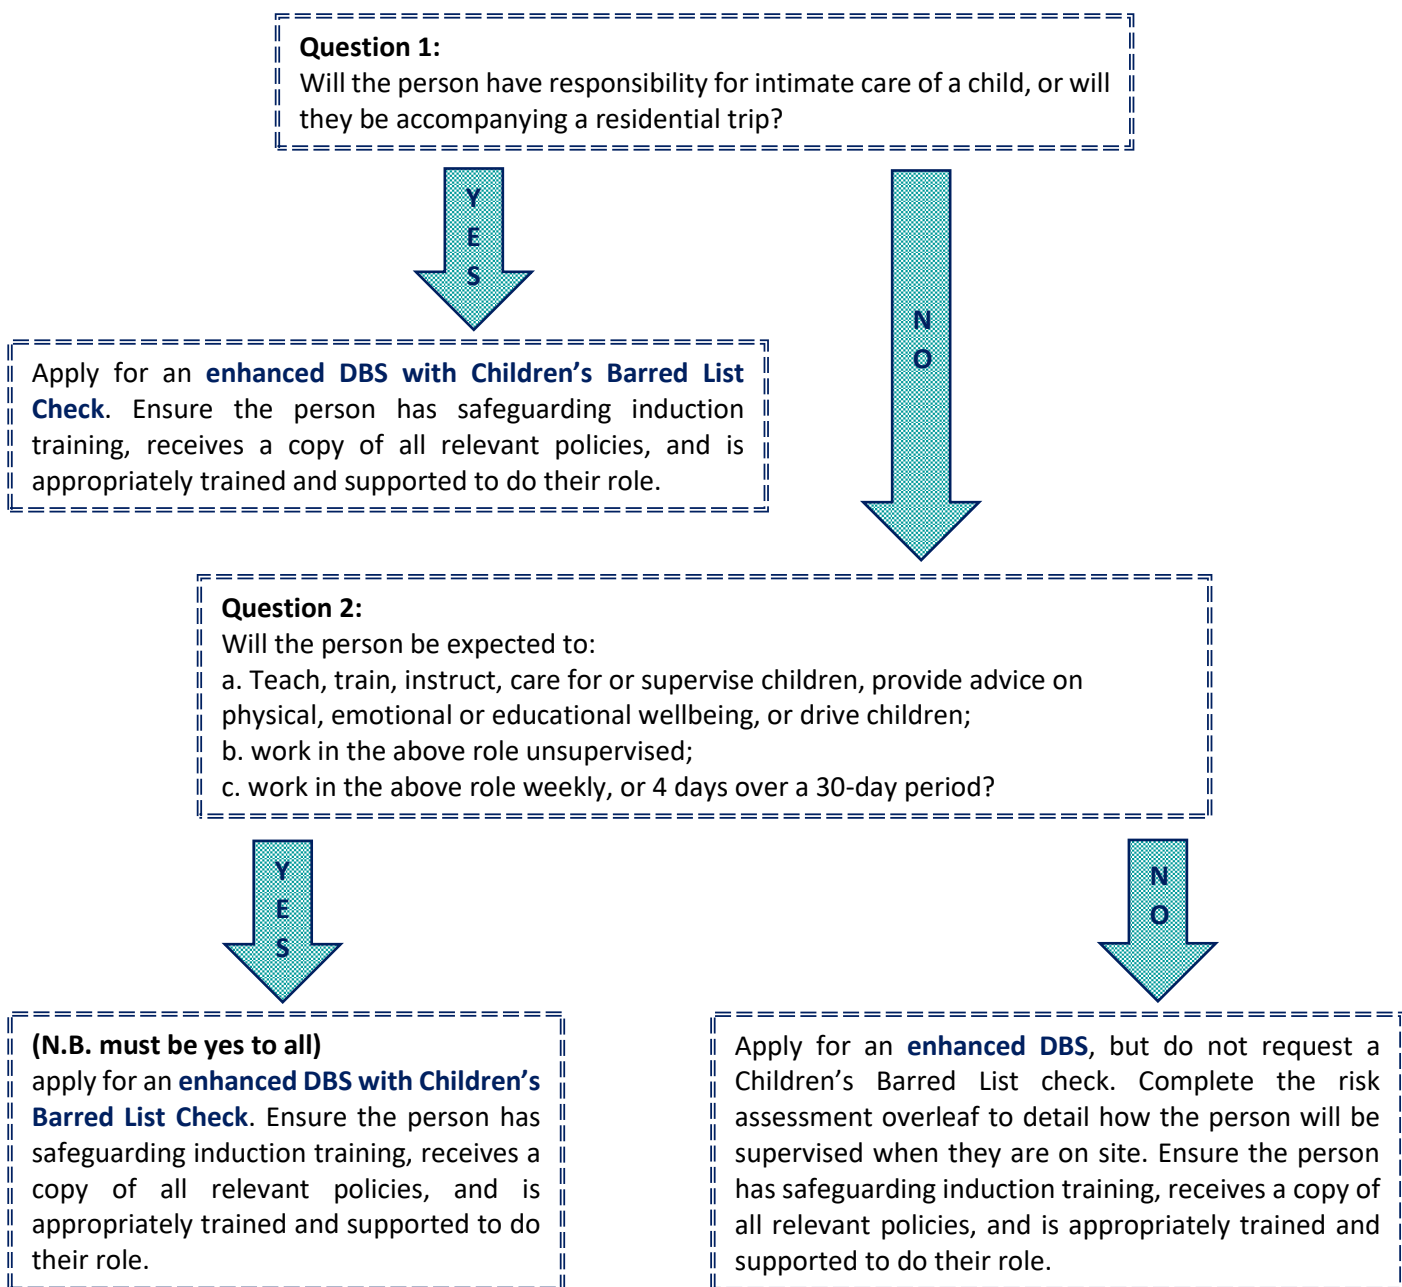 Question 1:
Will the person have responsibility for intimate care of a child, or will
they be accompanying a residential trip?
Y
E
S
N
O
Apply for an enhanced DBS with Children’s Barred List
Check. Ensure the person has safeguarding induction
training, receives a copy of all relevant policies, and is
appropriately trained and supported to do their role.
Question 2:
Will the person be expected to:
a. Teach, train, instruct, care for or supervise children, provide advice on
physical, emotional or educational wellbeing, or drive children;
b. work in the above role unsupervised;
c. work in the above role weekly, or 4 days over a 30-day period?
Y
E
S
N
O
(N.B. must be yes to all)
apply for an enhanced DBS with Children’s
Barred List Check. Ensure the person has
safeguarding induction training, receives a
copy of all relevant policies, and is
appropriately trained and supported to do
their role.
Apply for an enhanced DBS, but do not request a
Children’s Barred List check. Complete the risk
assessment overleaf to detail how the person will be
supervised when they are on site. Ensure the person
has safeguarding induction training, receives a copy of
all relevant policies, and is appropriately trained and
supported to do their role.